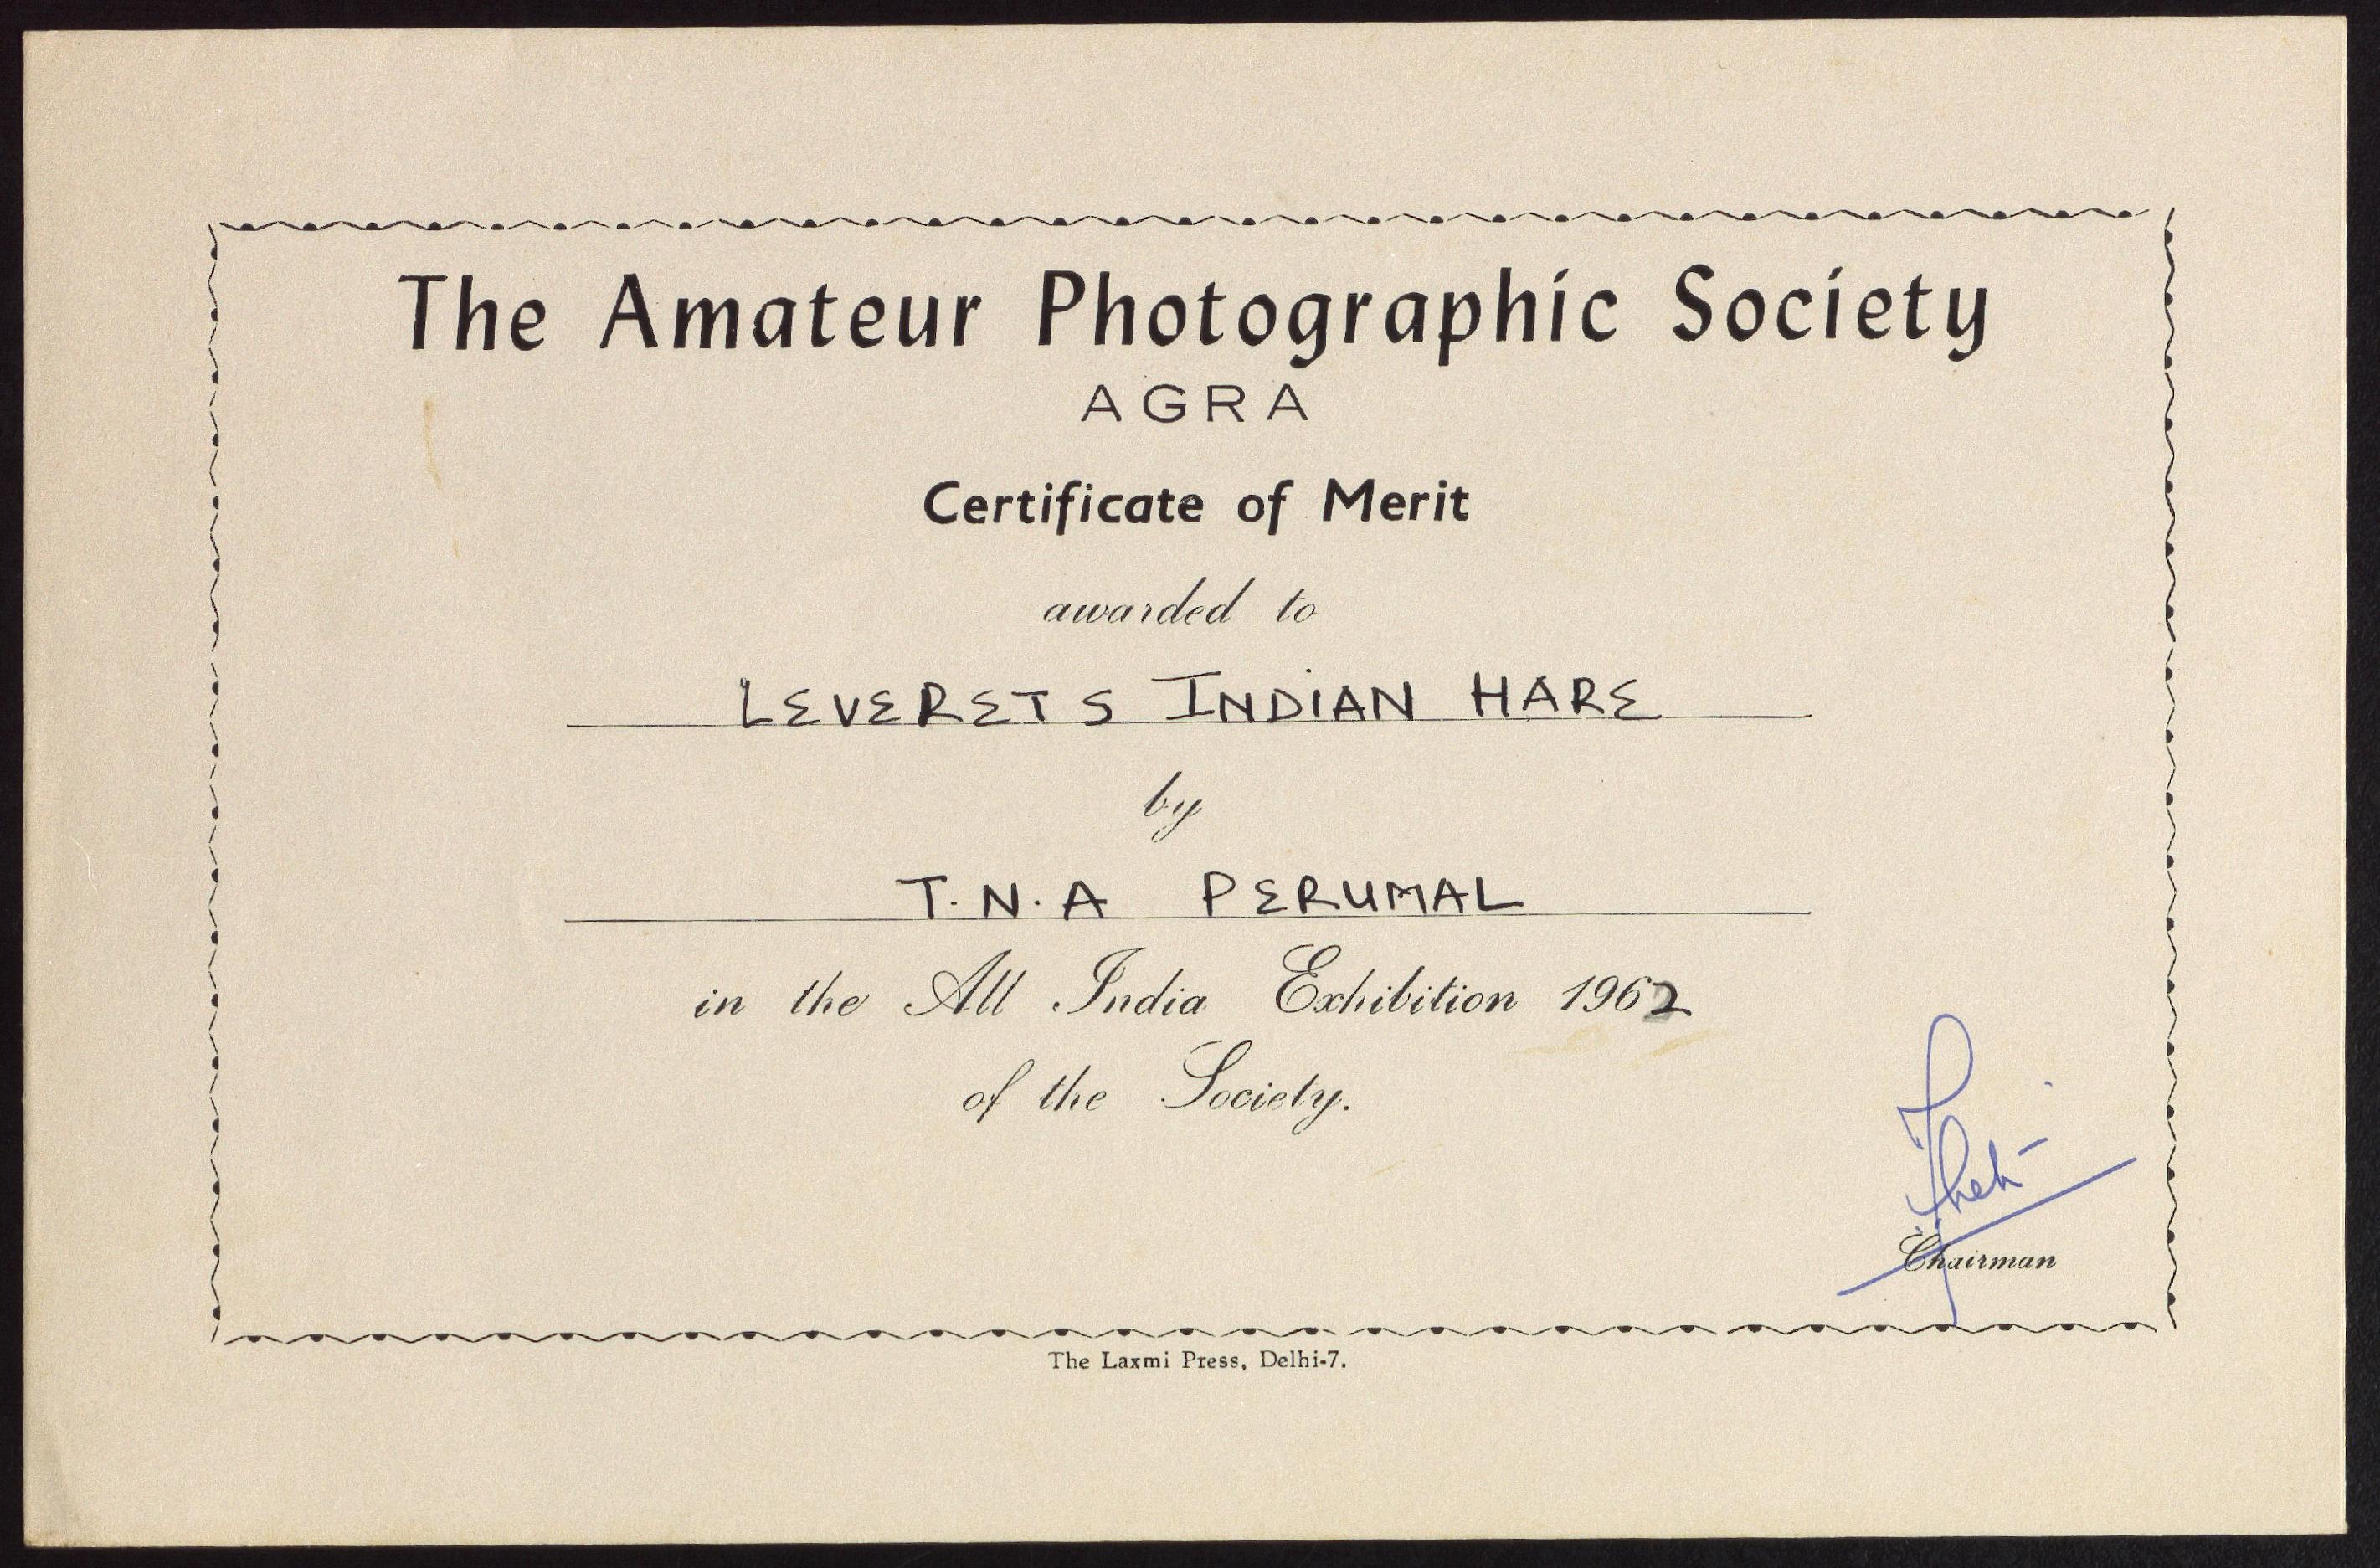 The Amateur Photographic Society
AGRA
Certificate of Merit
awarded to
LEVERETS INDIAN HARE
by
T.N.A PERUMAL
in the All India Exhibition 1962
of the Society.
Chairman
The Laxmi Press, Delhi-7.